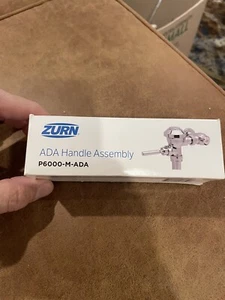 ZURN
ADA Handle Assembly
P6000-M-ADA